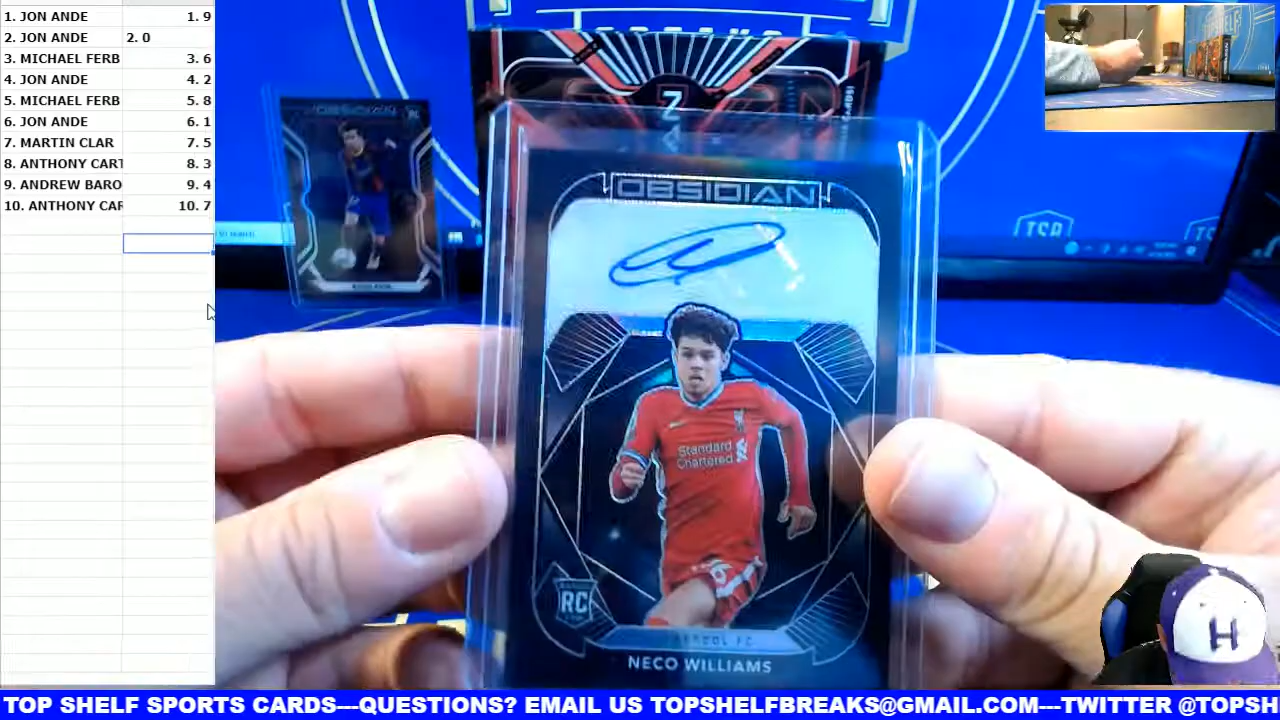 1. JON ANDE 1. 9
2. JON ANDE 2. 0
3. MICHAEL FERB 3. 6
4. JON ANDE 4. 2
5. MICHAEL FERB 5. 8
6. JON ANDE 6. 1
7. MARTIN CLAR 7. 5
8. ANTHONY CART 8. 3
9. ANDREW BARO 9. 4
10. ANTHONY CAR 10. 7
OBSIDIAN
OBSIDIAN
TSB
Standard
Chartered
RC
NECO WILLIAMS
H
TOP SHELF SPORTS CARDS---QUESTIONS? EMAIL US TOPSHELFBREAKS@GMAIL.COM---TWITTER @TOPSH